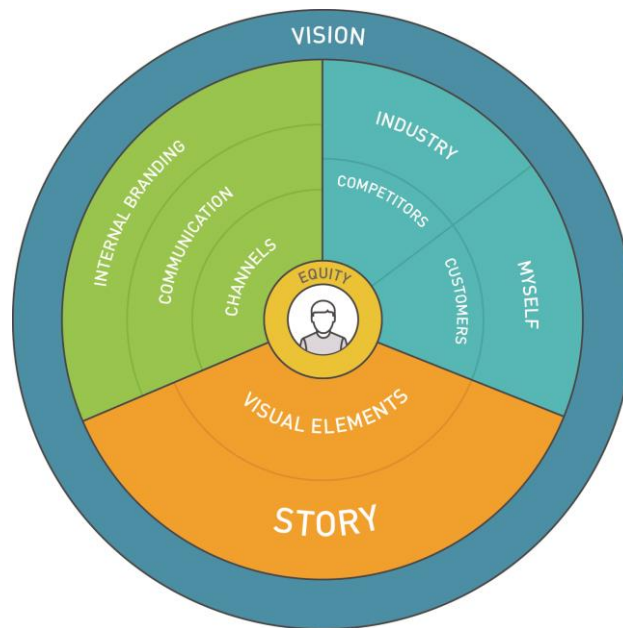 VISION
INTERNAL BRANDING
COMMUNICATION
CHANNELS
INDUSTRY
COMPETITORS
CUSTOMERS
MYSELF
EQUITY
VISUAL ELEMENTS
STORY